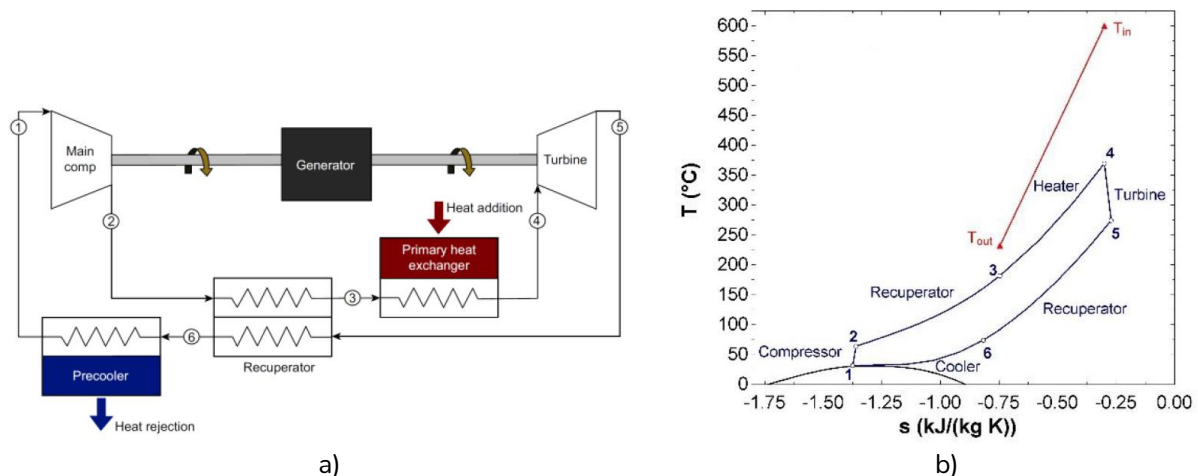 ①
Main
comp
Generator
Turbine
⑤
②
Heat addition
④
Primary heat
exchanger
③
⑥
Recuperator
Precooler
Heat rejection
a)
600
550
500
450
400
350
300
250
200
150
100
50
0
T (°C)
T_in
4
Heater
Turbine
T_out
5
3
Recuperator
Recuperator
2
6
Compressor
Cooler
1
-1.75 -1.50 -1.25 -1.00 -0.75 -0.50 -0.25 0.00
s (kJ/(kg K))
b)